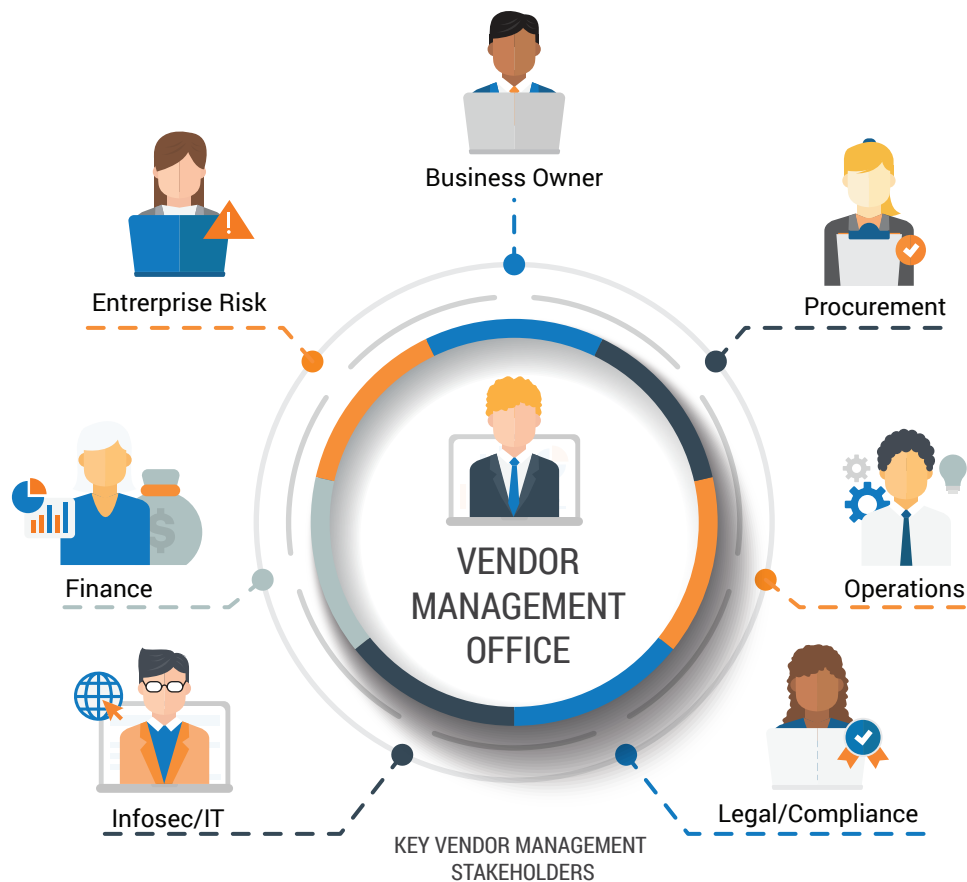 Business Owner
Entrerprise Risk
Procurement
VENDOR
MANAGEMENT
OFFICE
$
Finance
Operations
Infosec/IT
Legal/Compliance
KEY VENDOR MANAGEMENT
STAKEHOLDERS